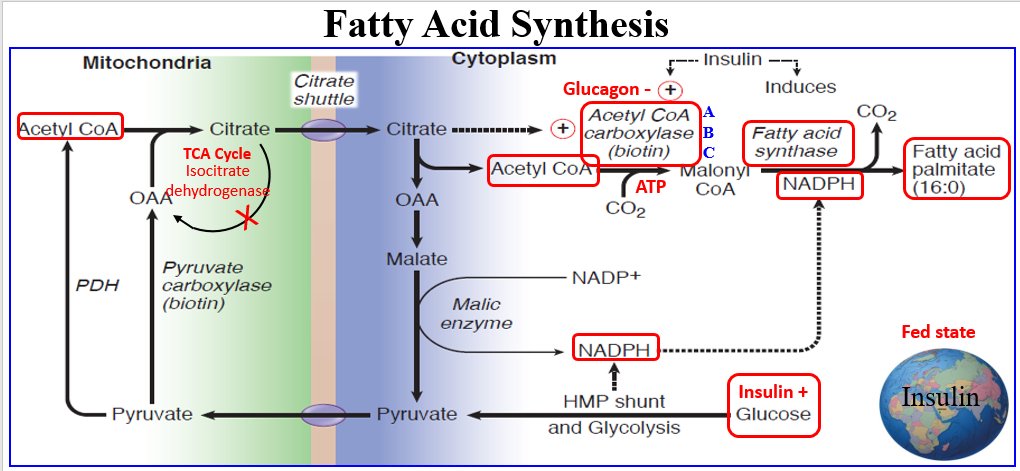 Fatty Acid Synthesis
Mitochondria
Cytoplasm
Insulin
Citrate
shuttle
Glucagon - +
Induces
Acetyl CoA
Citrate
Citrate
+
Acetyl CoA
carboxylase
(biotin)
A
B
C
Fatty acid
synthase
CO2
TCA Cycle
Isocitrate
dehydrogenase
X
OAA
Acetyl CoA
ATP
CO2
Malonyl
CoA
NADPH
Fatty acid
palmitate
(16:0)
OAA
Malate
PDH
Pyruvate
carboxylase
(biotin)
NADP+
Malic
enzyme
NADPH
Fed state
Insulin
Pyruvate
Pyruvate
HMP shunt
and Glycolysis
Insulin +
Glucose